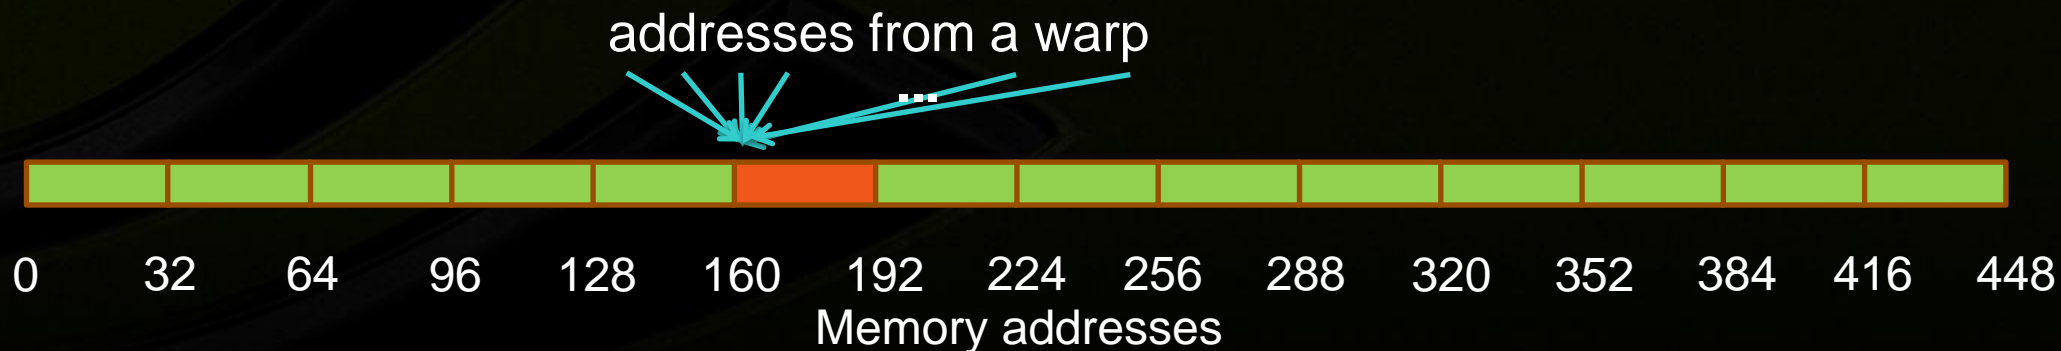 addresses from a warp
...
0 32 64 96 128 160 192 224 256 288 320 352 384 416 448
Memory addresses